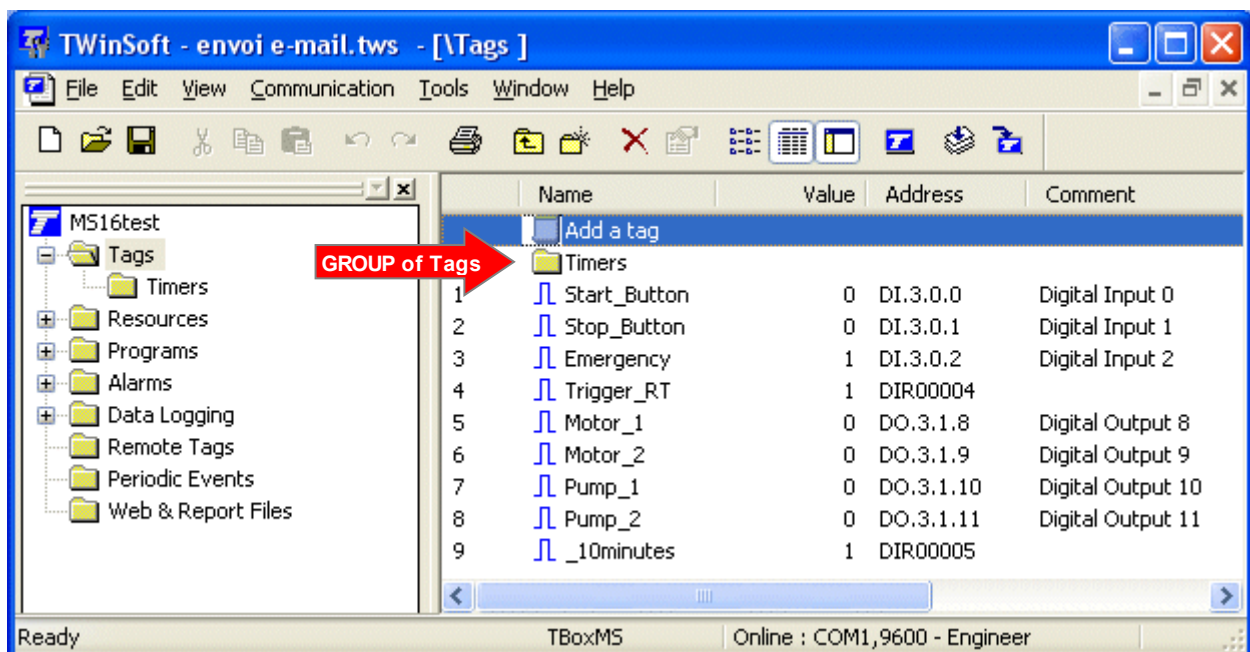 TWinSoft - envoi e-mail.tws - [\Tags ]
File Edit View Communication Tools Window Help
Name Value Address Comment
MS16test
Tags
Timers
Resources
Programs
Alarms
Data Logging
Remote Tags
Periodic Events
Web & Report Files
GROUP of Tags
Add a tag
Timers
1 Start_Button 0 DI.3.0.0 Digital Input 0
2 Stop_Button 0 DI.3.0.1 Digital Input 1
3 Emergency 1 DI.3.0.2 Digital Input 2
4 Trigger_RT 1 DIR00004
5 Motor_1 0 DO.3.1.8 Digital Output 8
6 Motor_2 0 DO.3.1.9 Digital Output 9
7 Pump_1 0 DO.3.1.10 Digital Output 10
8 Pump_2 0 DO.3.1.11 Digital Output 11
9 _10minutes 1 DIR00005
Ready TBoxMS Online : COM1,9600 - Engineer